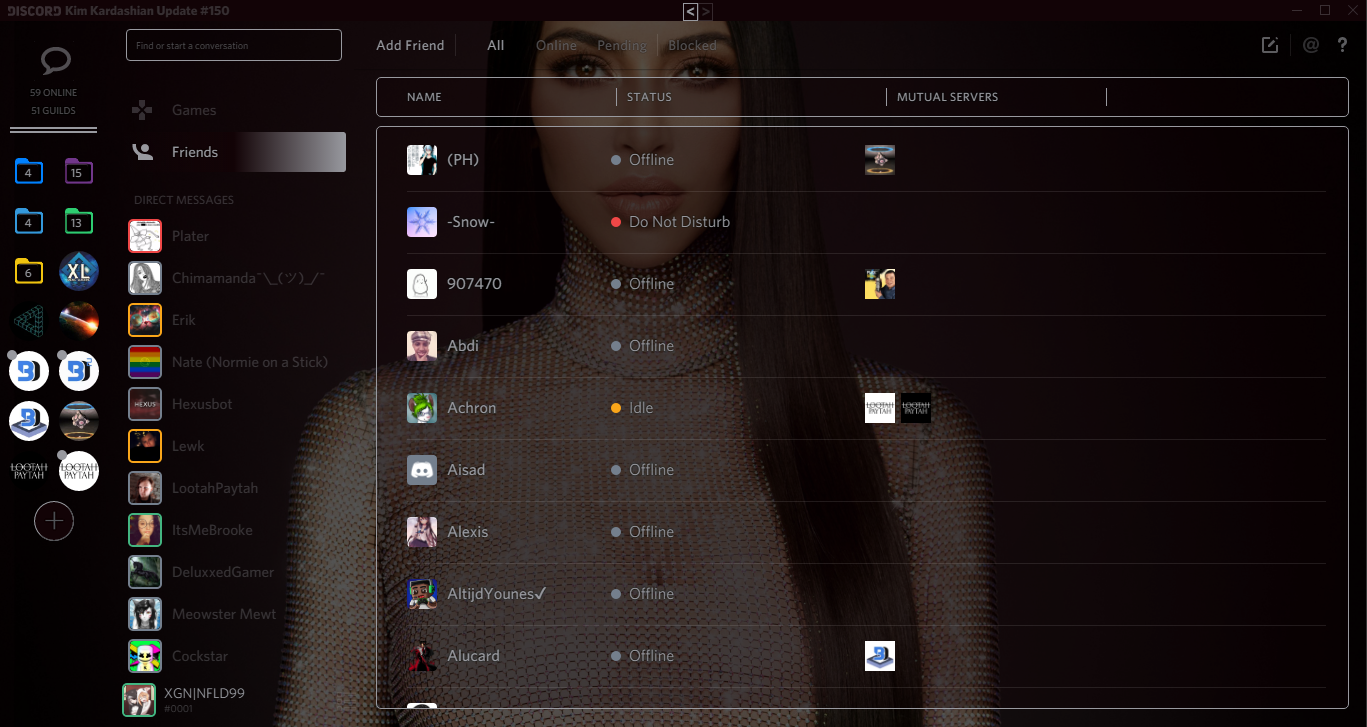 DISCORD Kim Kardashian Update #150
< >
Find or start a conversation
Add Friend All Online Pending Blocked
@ ?
59 ONLINE
51 GUILDS
NAME STATUS MUTUAL SERVERS
Games
Friends
DIRECT MESSAGES
4 15
4 13
6 XL
LOOTAH PAYTAH LOOTAH PAYTAH
Plater
Chimamanda¯\_(ツ)_/¯
Erik
Nate (Normie on a Stick)
HEXUS
Hexusbot
Lewk
LootahPaytah
ItsMeBrooke
DeluxxedGamer
Meowster Mewt
Cockstar
XGN|NFLD99
#0001
(PH) Offline
-Snow- Do Not Disturb
907470 Offline
Abdi Offline
Achron Idle LOOTAH PAYTAH LOOTAH PAYTAH
Aisad Offline
Alexis Offline
AltijdYounes✓ Offline
Alucard Offline